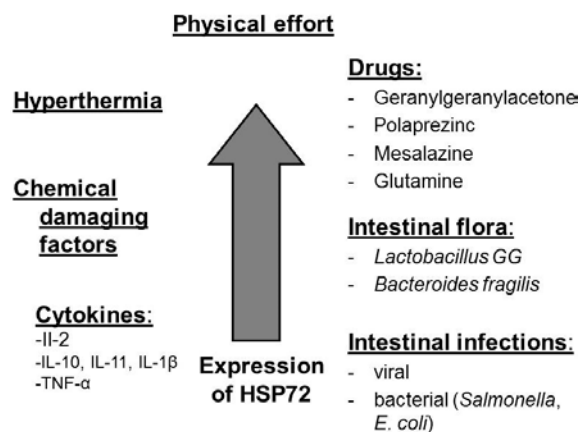 Physical effort
Hyperthermia
Chemical
damaging
factors
Cytokines:
-Il-2
-IL-10, IL-11, IL-1β
-TNF-α
Expression
of HSP72
Drugs:
- Geranylgeranylacetone
- Polaprezinc
- Mesalazine
- Glutamine
Intestinal flora:
- Lactobacillus GG
- Bacteroides fragilis
Intestinal infections:
- viral
- bacterial (Salmonella,
E. coli)